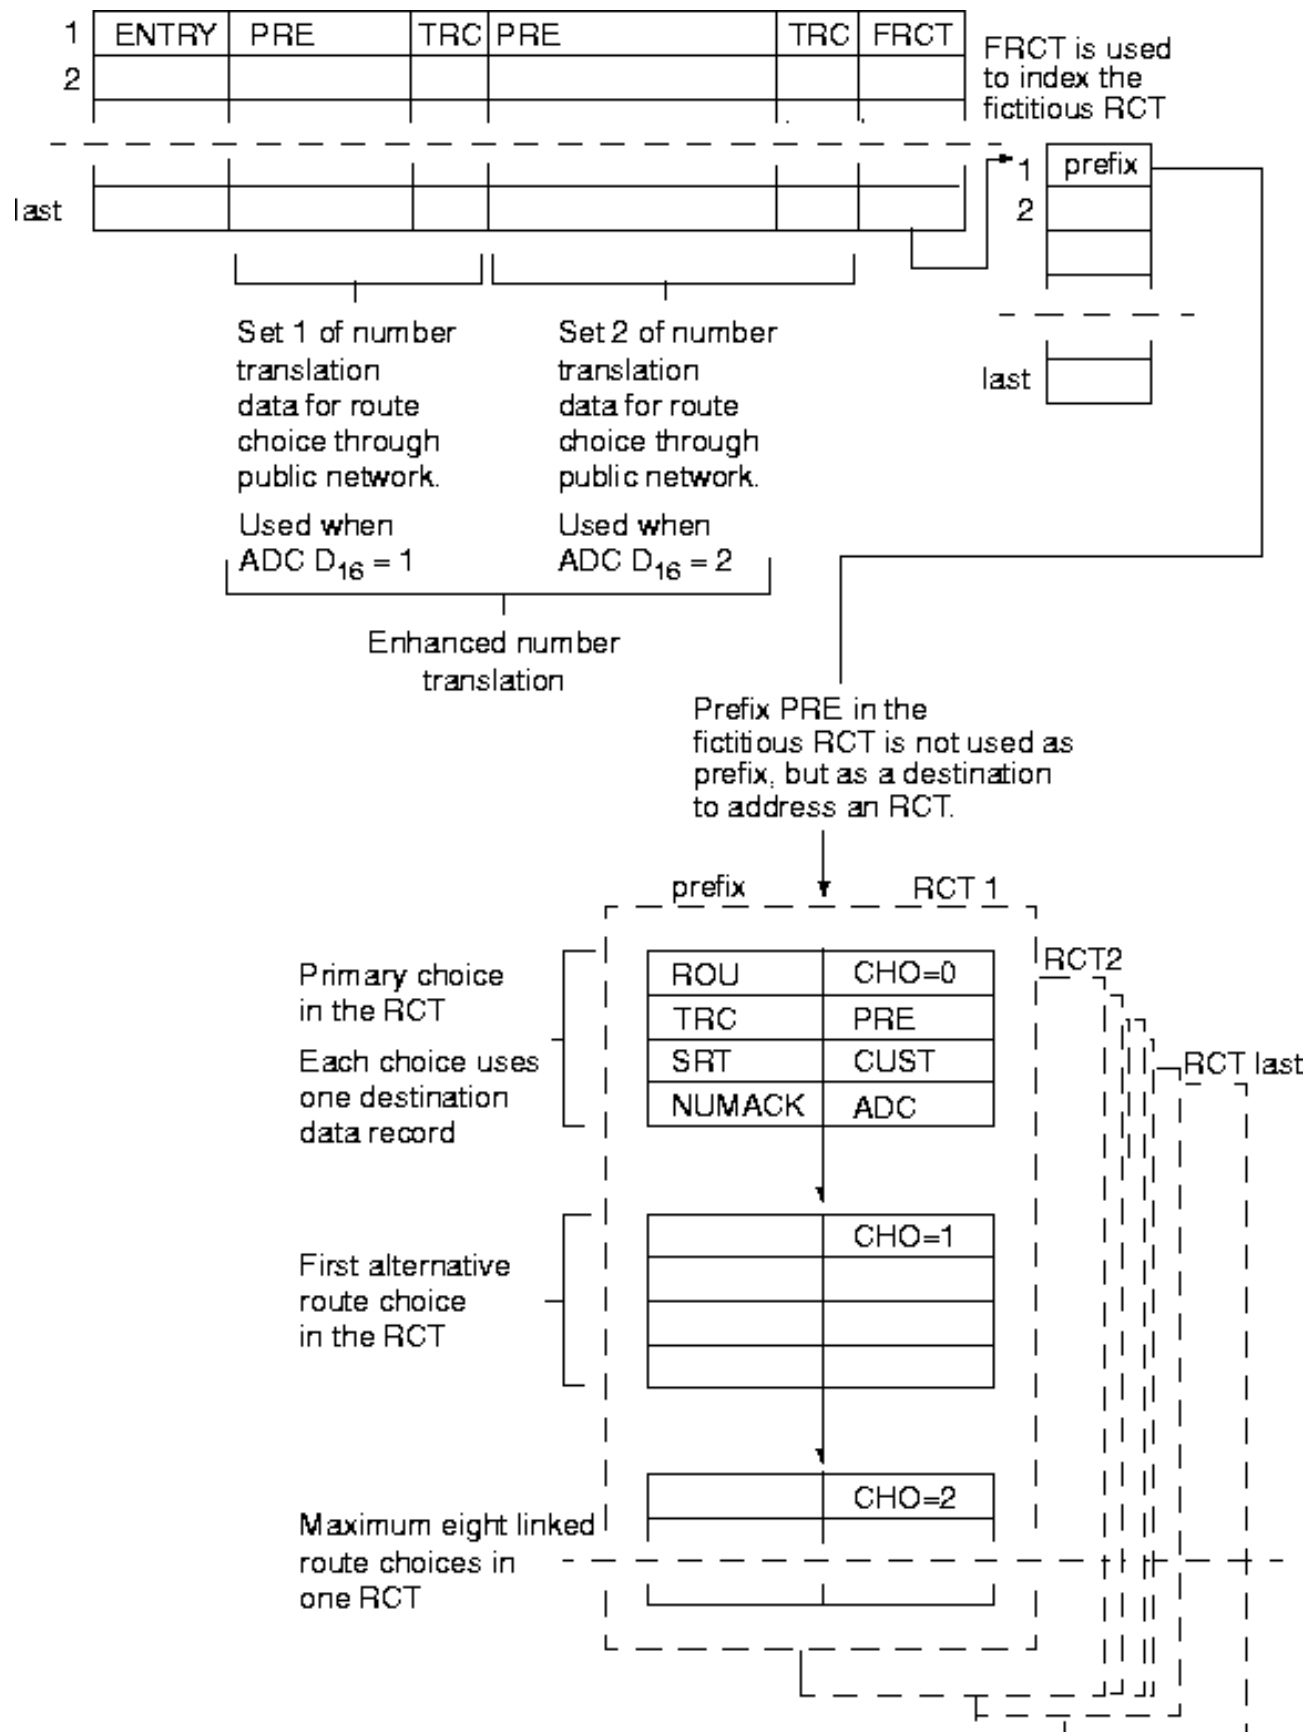 1 ENTRY PRE TRC PRE TRC FRCT
2
last
FRCT is used
to index the
fictitious RCT
1 prefix
2
last
Set 1 of number
translation
data for route
choice through
public network.
Used when
ADC D16 = 1
Set 2 of number
translation
data for route
choice through
public network.
Used when
ADC D16 = 2
Enhanced number
translation
Prefix PRE in the
fictitious RCT is not used as
prefix, but as a destination
to address an RCT.
prefix RCT 1
RCT2
RCT last
Primary choice
in the RCT
Each choice uses
one destination
data record
ROU CHO=0
TRC PRE
SRT CUST
NUMACK ADC
First alternative
route choice
in the RCT
CHO=1
CHO=2
Maximum eight linked
route choices in
one RCT